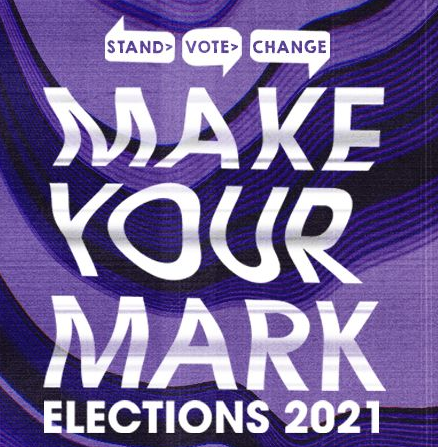 STAND> VOTE> CHANGE
MAKE
YOUR
MARK
ELECTIONS 2021